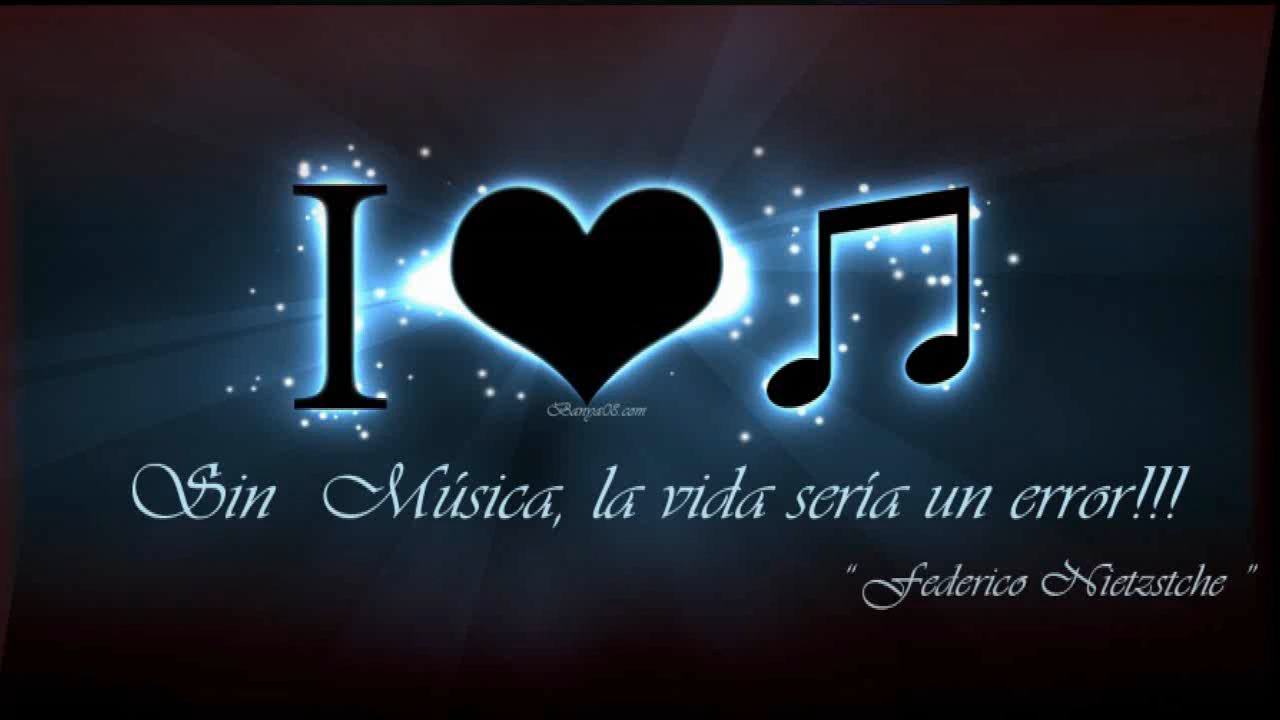 I
Banya08.com
Sin Música, la vida sería un error!!!
" Federico Nietzstche "